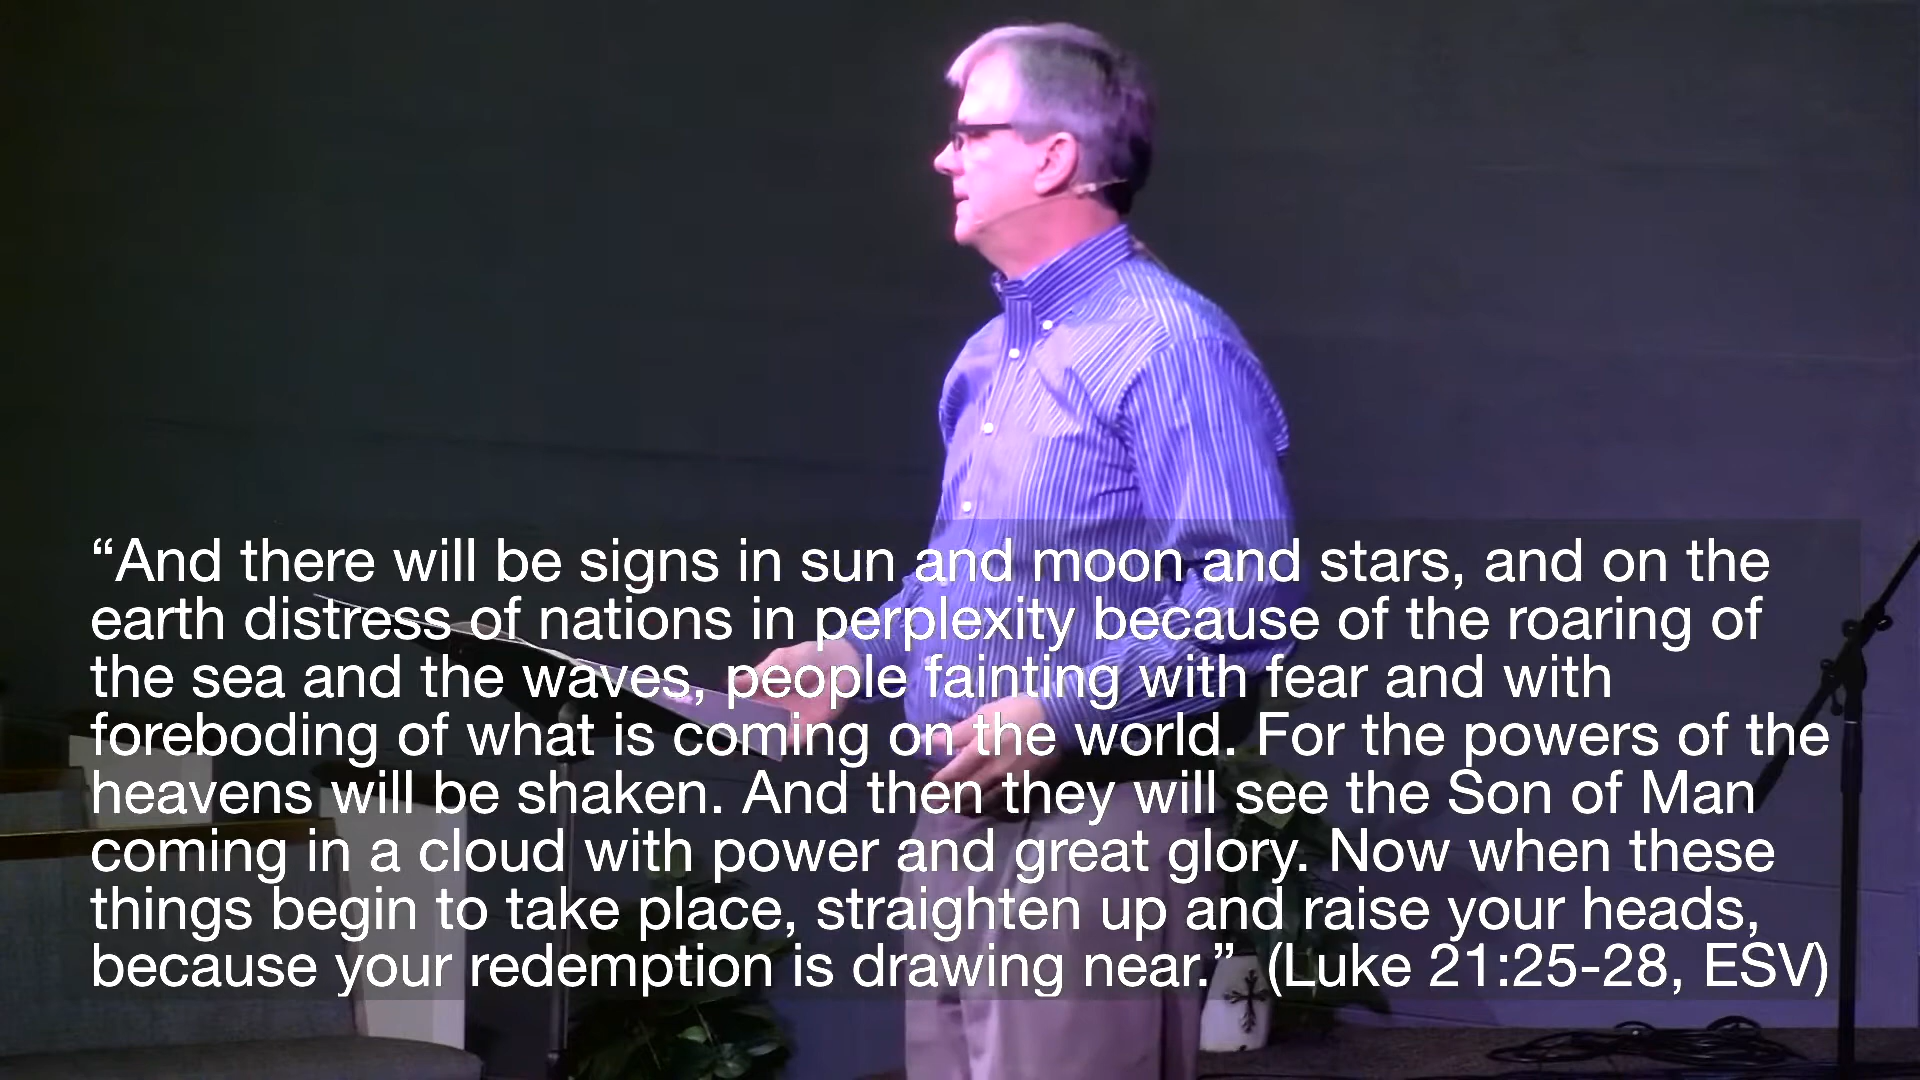 “And there will be signs in sun and moon and stars, and on the
earth distress of nations in perplexity because of the roaring of
the sea and the waves, people fainting with fear and with
foreboding of what is coming on the world. For the powers of the
heavens will be shaken. And then they will see the Son of Man
coming in a cloud with power and great glory. Now when these
things begin to take place, straighten up and raise your heads,
because your redemption is drawing near.” (Luke 21:25-28, ESV)